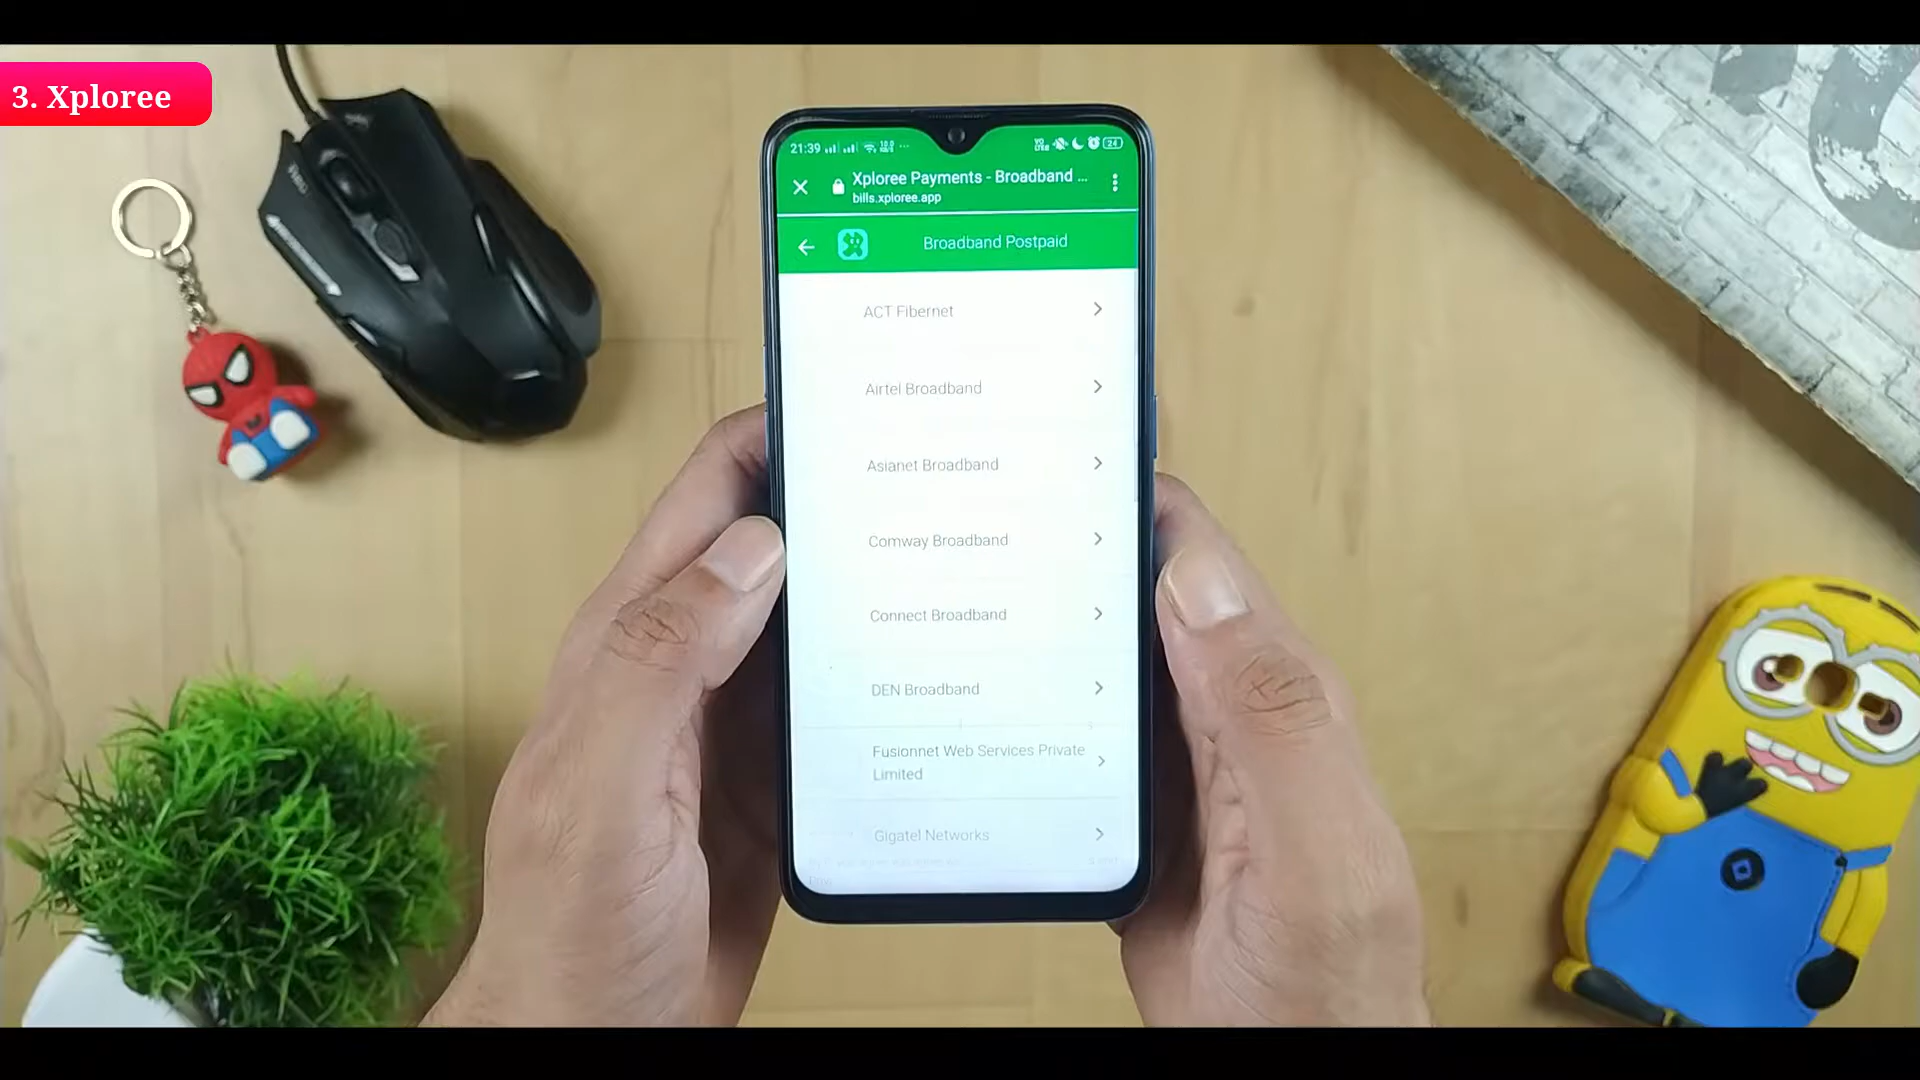 3. Xploree
21:39
24
Xploree Payments - Broadband ...
bills.xploree.app
Broadband Postpaid
ACT Fibernet
Airtel Broadband
Asianet Broadband
Comway Broadband
Connect Broadband
DEN Broadband
Fusionnet Web Services Private
Limited
Gigatel Networks